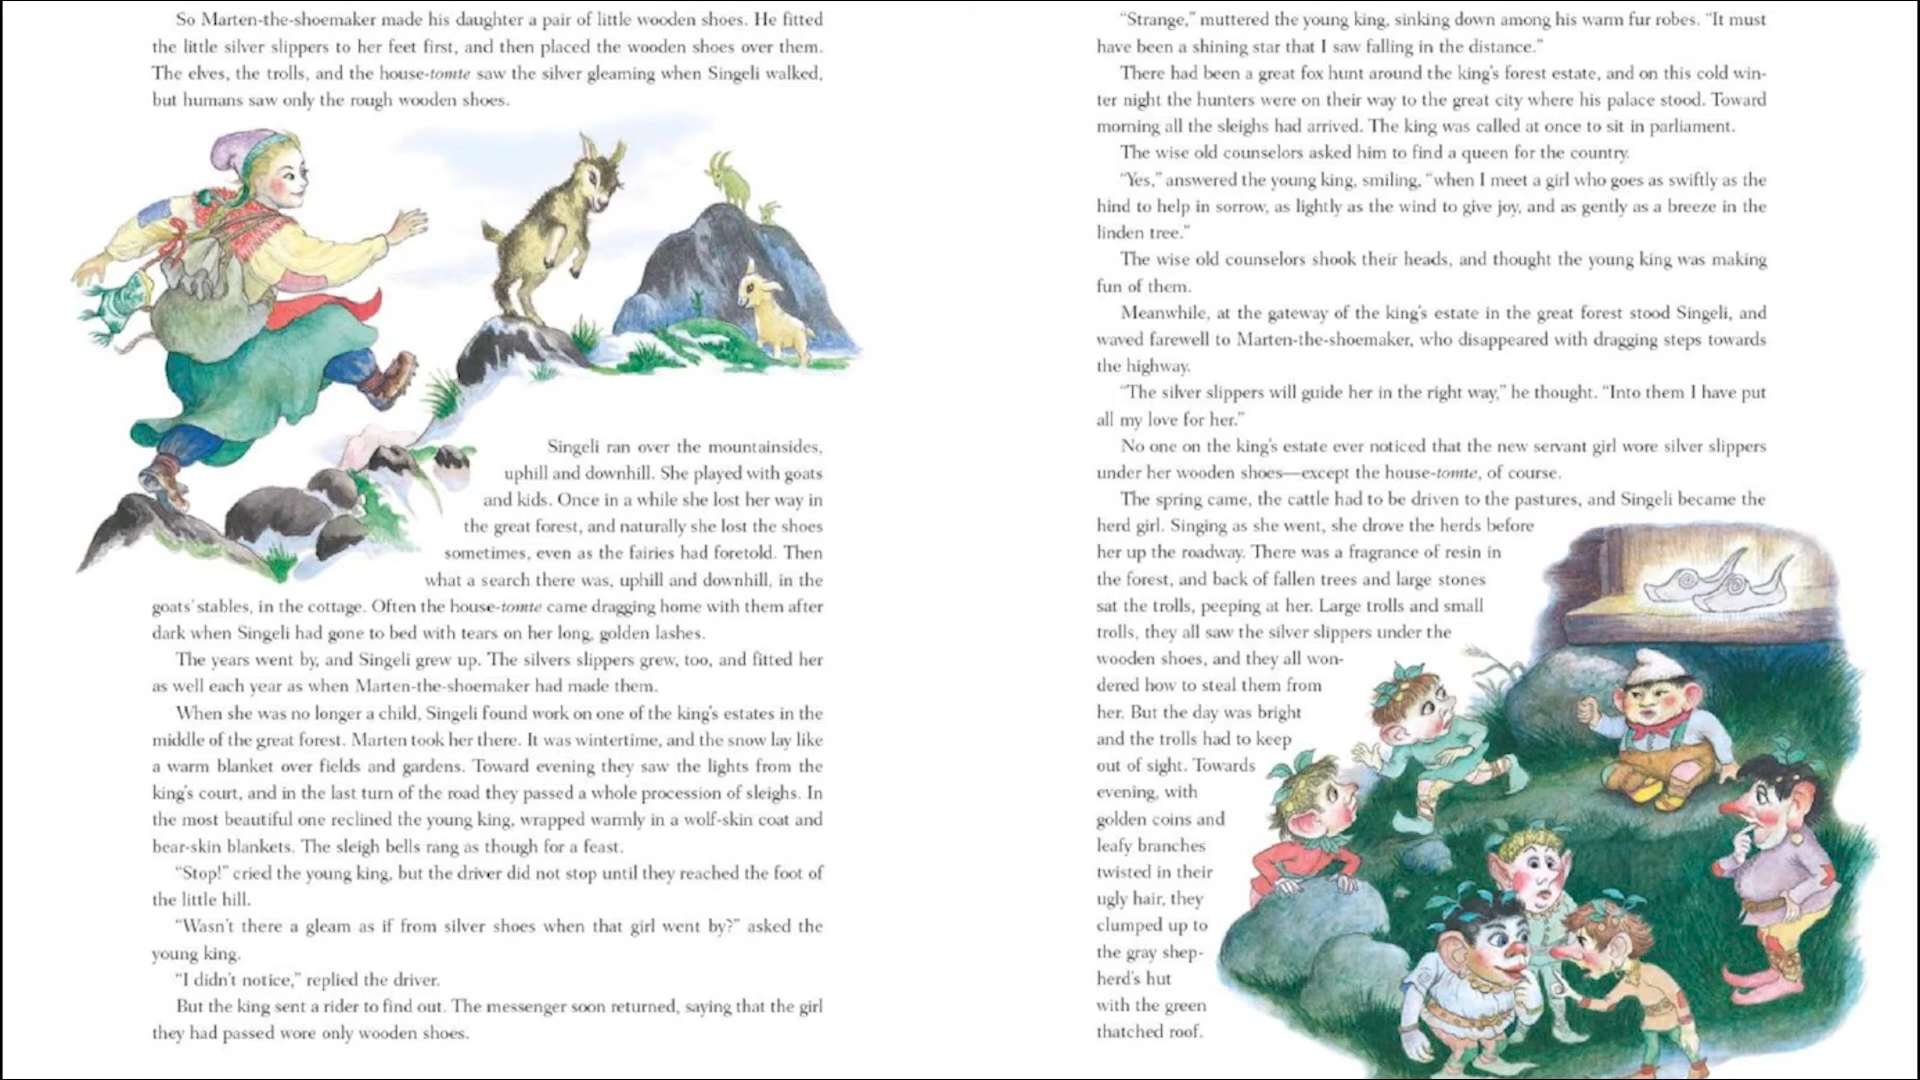 So Marten-the-shoemaker made his daughter a pair of little wooden shoes. He fitted
the little silver slippers to her feet first, and then placed the wooden shoes over them.
The elves, the trolls, and the house-tomte saw the silver gleaming when Singeli walked,
but humans saw only the rough wooden shoes.
Singeli ran over the mountainsides,
uphill and downhill. She played with goats
and kids. Once in a while she lost her way in
the great forest, and naturally she lost the shoes
sometimes, even as the fairies had foretold. Then
what a search there was, uphill and downhill, in the
goats' stables, in the cottage. Often the house-tomte came dragging home with them after
dark when Singeli had gone to bed with tears on her long, golden lashes.
The years went by, and Singeli grew up. The silvers slippers grew, too, and fitted her
as well each year as when Marten-the-shoemaker had made them.
When she was no longer a child, Singeli found work on one of the king's estates in the
middle of the great forest. Marten took her there. It was wintertime, and the snow lay like
a warm blanket over fields and gardens. Toward evening they saw the lights from the
king's court, and in the last turn of the road they passed a whole procession of sleighs. In
the most beautiful one reclined the young king, wrapped warmly in a wolf-skin coat and
bear-skin blankets. The sleigh bells rang as though for a feast.
"Stop!" cried the young king, but the driver did not stop until they reached the foot of
the little hill.
"Wasn't there a gleam as if from silver shoes when that girl went by?" asked the
young king.
"I didn't notice," replied the driver.
But the king sent a rider to find out. The messenger soon returned, saying that the girl
they had passed wore only wooden shoes.
"Strange," muttered the young king, sinking down among his warm fur robes. "It must
have been a shining star that I saw falling in the distance."
There had been a great fox hunt around the king's forest estate, and on this cold win-
ter night the hunters were on their way to the great city where his palace stood. Toward
morning all the sleighs had arrived. The king was called at once to sit in parliament.
The wise old counselors asked him to find a queen for the country.
"Yes," answered the young king, smiling, "when I meet a girl who goes as swiftly as the
hind to help in sorrow, as lightly as the wind to give joy, and as gently as a breeze in the
linden tree."
The wise old counselors shook their heads, and thought the young king was making
fun of them.
Meanwhile, at the gateway of the king's estate in the great forest stood Singeli, and
waved farewell to Marten-the-shoemaker, who disappeared with dragging steps towards
the highway.
"The silver slippers will guide her in the right way," he thought. "Into them I have put
all my love for her."
No one on the king's estate ever noticed that the new servant girl wore silver slippers
under her wooden shoes—except the house-tomte, of course.
The spring came, the cattle had to be driven to the pastures, and Singeli became the
herd girl. Singing as she went, she drove the herds before
her up the roadway. There was a fragrance of resin in
the forest, and back of fallen trees and large stones
sat the trolls, peeping at her. Large trolls and small
trolls, they all saw the silver slippers under the
wooden shoes, and they all won-
dered how to steal them from
her. But the day was bright
and the trolls had to keep
out of sight. Towards
evening, with
golden coins and
leafy branches
twisted in their
ugly hair, they
clumped up to
the gray shep-
herd's hut
with the green
thatched roof.